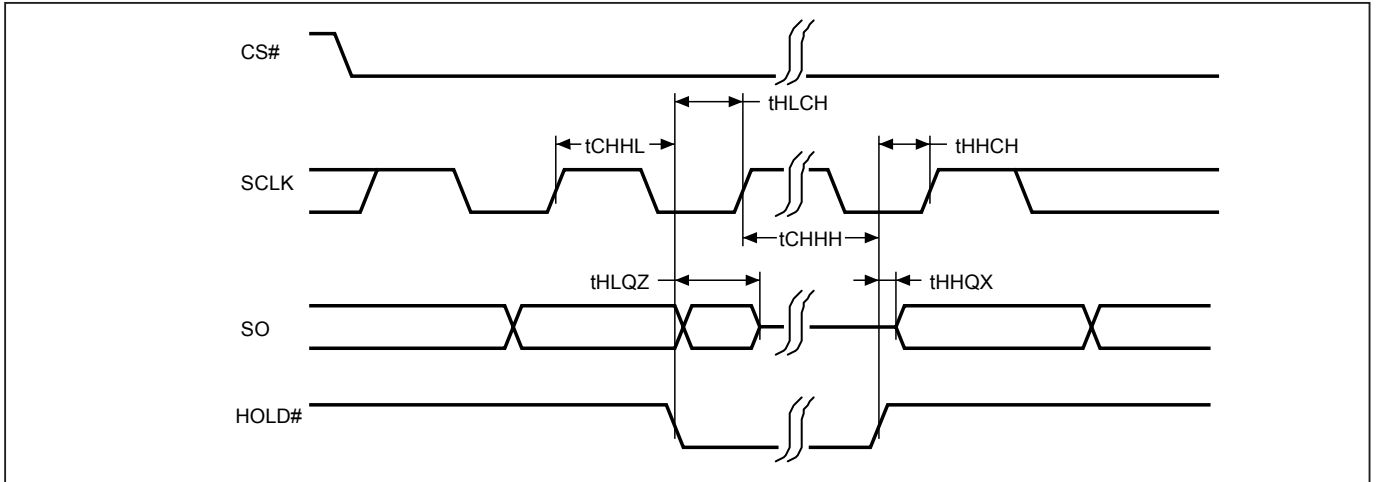 CS#
tHLCH
tCHHL
tHHCH
SCLK
tCHHH
tHLQZ
tHHQX
SO
HOLD#